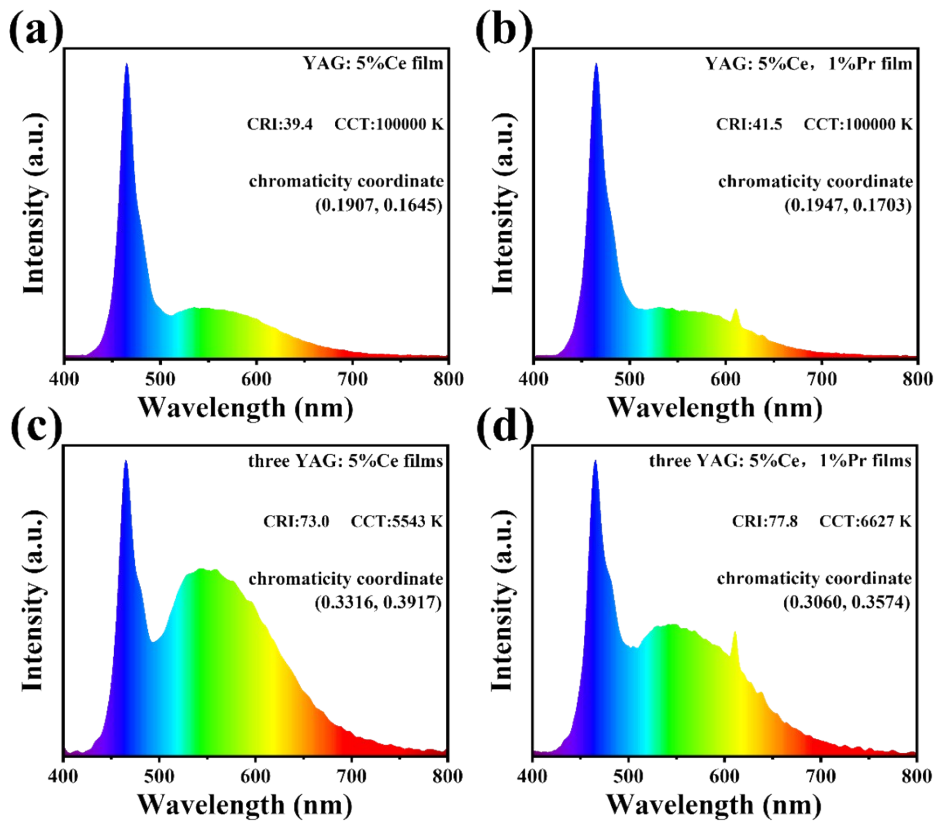 (a)
YAG: 5%Ce film
CRI:39.4 CCT:100000 K
chromaticity coordinate
(0.1907, 0.1645)
Intensity (a.u.)
400 500 600 700 800
Wavelength (nm)
(b)
YAG: 5%Ce，1%Pr film
CRI:41.5 CCT:100000 K
chromaticity coordinate
(0.1947, 0.1703)
Intensity (a.u.)
400 500 600 700 800
Wavelength (nm)
(c)
three YAG: 5%Ce films
CRI:73.0 CCT:5543 K
chromaticity coordinate
(0.3316, 0.3917)
Intensity (a.u.)
400 500 600 700 800
Wavelength (nm)
(d)
three YAG: 5%Ce，1%Pr films
CRI:77.8 CCT:6627 K
chromaticity coordinate
(0.3060, 0.3574)
Intensity (a.u.)
400 500 600 700 800
Wavelength (nm)